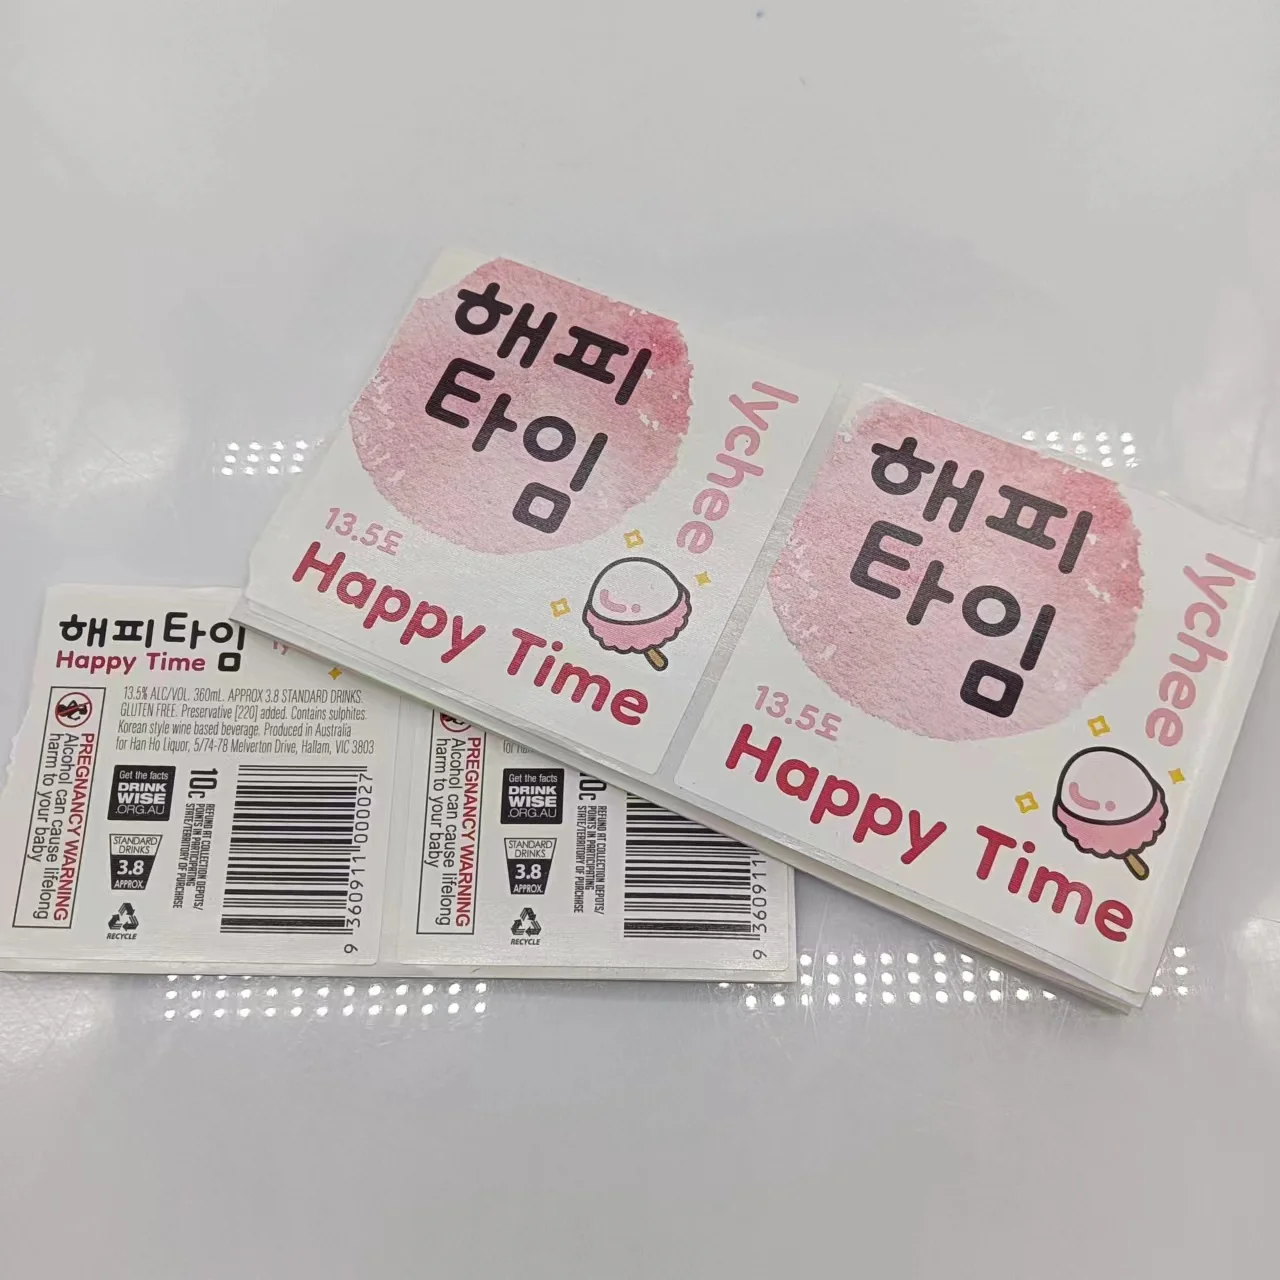 해피
타임
lychee
13.5도
Happy Time
해피
타임
lychee
13.5도
Happy Time
해피타임
Happy Time
ly
13.5% ALC/VOL. 360mL. APPROX 3.8 STANDARD DRINKS.
GLUTEN FREE. Preservative [220] added. Contains sulphites.
Korean style wine based beverage. Produced in Australia
for Han Ho Liquor, 5/74-78 Melverton Drive, Hallam, VIC 3803
PREGNANCY WARNING
Alcohol can cause lifelong
harm to your baby
Get the facts
DRINK
WISE
.ORG.AU
STANDARD
DRINKS
3.8
APPROX.
RECYCLE
10c
REFUND AT COLLECTION DEPOTS/
POINTS IN PARTICIPATING
STATE/TERRITORY OF PURCHASE
for Han
PREGNANCY WARNING
Alcohol can cause lifelong
harm to your baby
Get the facts
DRINK
WISE
.ORG.AU
STANDARD
DRINKS
3.8
APPROX.
RECYCLE
0c
REFUND AT COLLECTION DEPOTS/
POINTS IN PARTICIPATING
STATE/TERRITORY OF PURCHASE